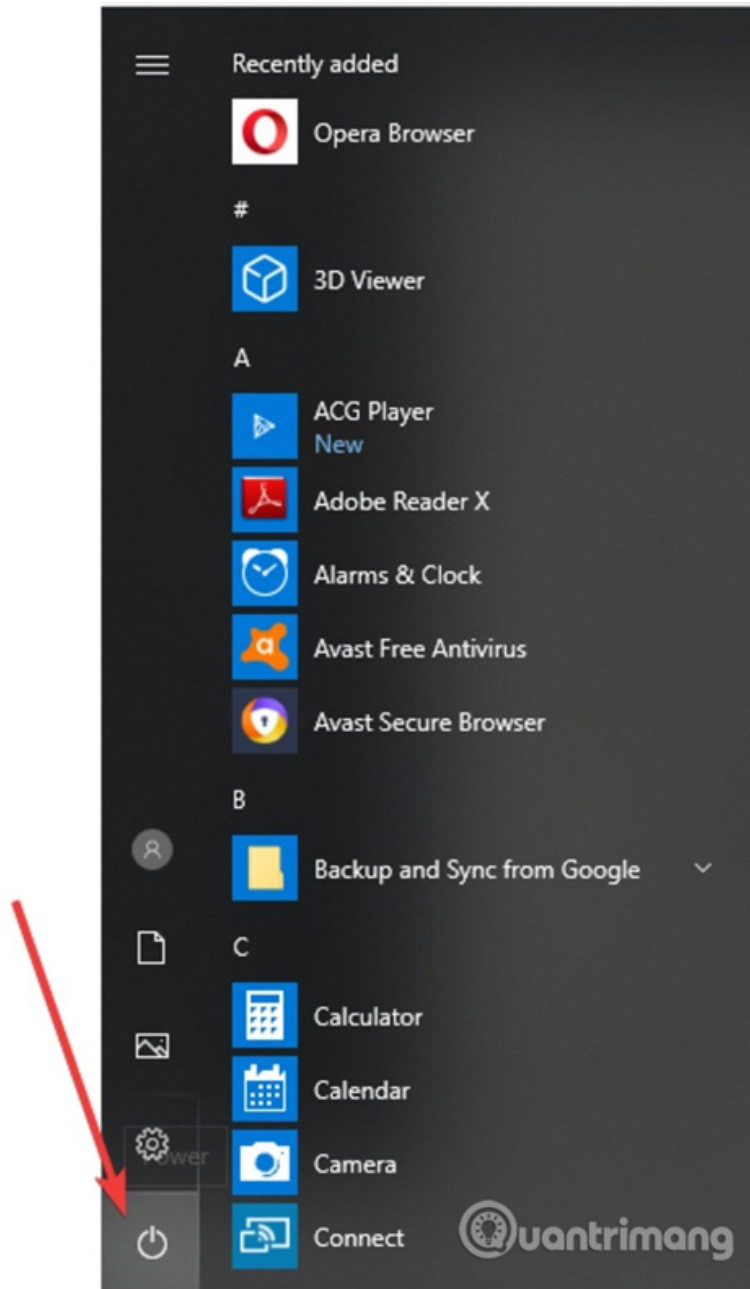 Recently added
Opera Browser
#
3D Viewer
A
ACG Player
New
Adobe Reader X
Alarms & Clock
Avast Free Antivirus
Avast Secure Browser
B
Backup and Sync from Google
C
Calculator
Calendar
Power
Camera
Connect
Quantrimang